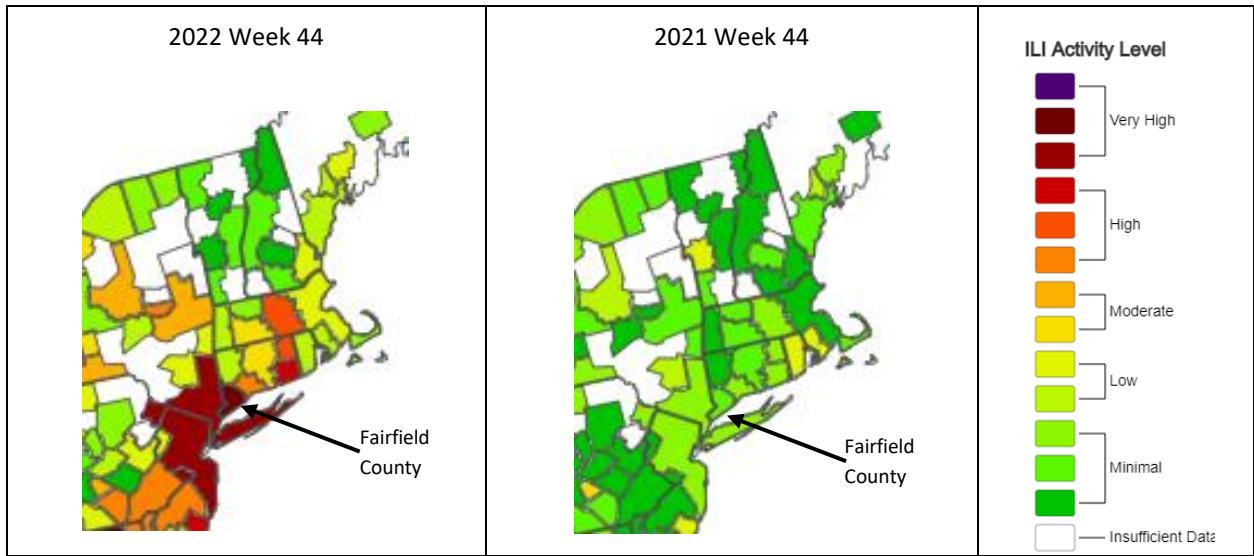 2022 Week 44
2021 Week 44
ILI Activity Level
Very High
High
Moderate
Low
Minimal
Insufficient Data
Fairfield
County
Fairfield
County